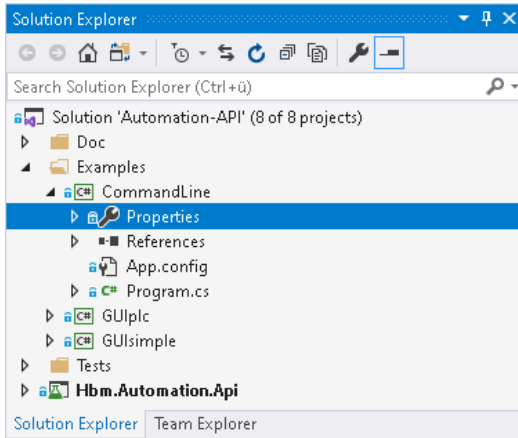 Solution Explorer
Search Solution Explorer (Ctrl+ü)
Solution 'Automation-API' (8 of 8 projects)
Doc
Examples
C# CommandLine
Properties
References
App.config
C# Program.cs
C# GUIplc
C# GUIsimple
Tests
Hbm.Automation.Api
Solution Explorer Team Explorer